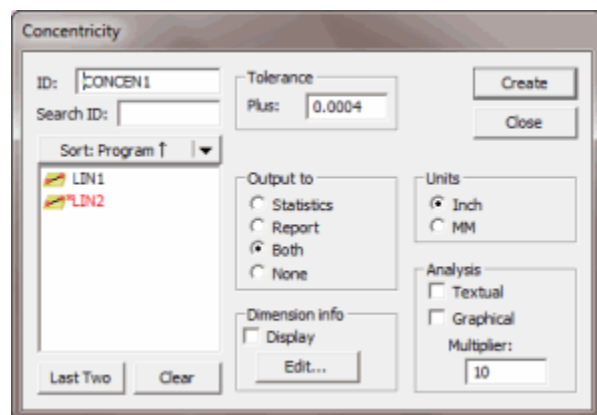 Concentricity
ID: CONCEN1
Search ID:
Sort: Program ↑
LIN1
*LIN2
Last Two
Clear
Tolerance
Plus: 0.0004
Output to
Statistics
Report
Both
None
Dimension info
Display
Edit...
Create
Close
Units
Inch
MM
Analysis
Textual
Graphical
Multiplier:
10